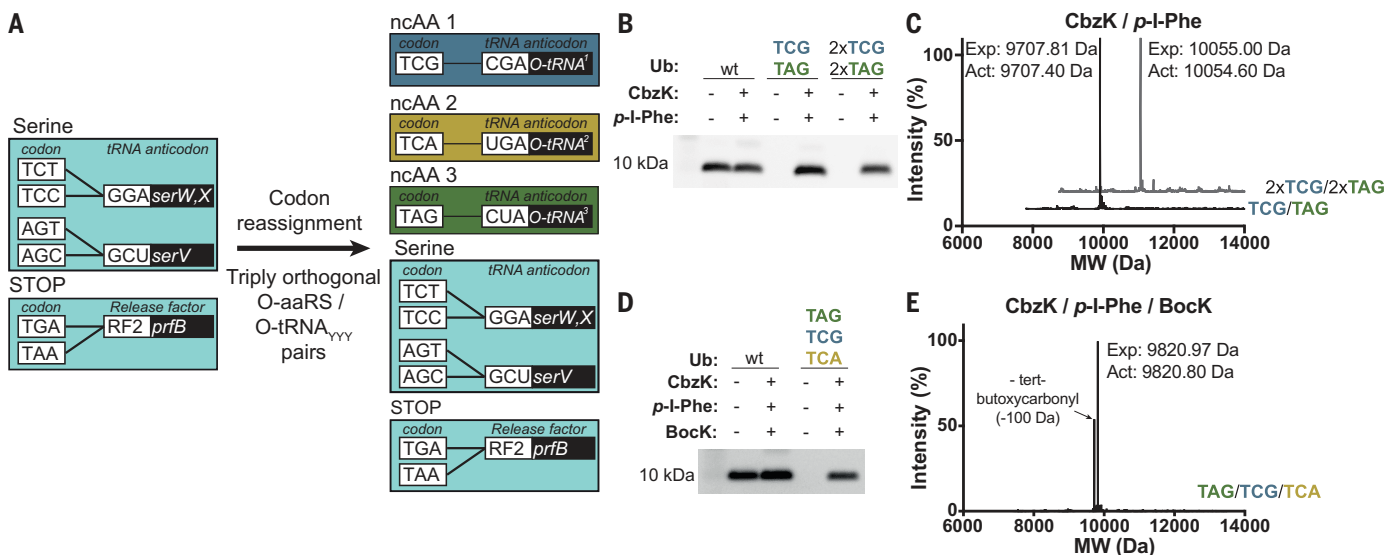 A
Serine
codon tRNA anticodon
TCT
TCC
GGA serW,X
AGT
AGC
GCU serV
STOP
codon Release factor
TGA
TAA
RF2 prfB
Codon
reassignment
Triply orthogonal
O-aaRS /
O-tRNAYYY
pairs
ncAA 1
codon tRNA anticodon
TCG CGA O-tRNA1
ncAA 2
codon tRNA anticodon
TCA UGA O-tRNA2
ncAA 3
codon tRNA anticodon
TAG CUA O-tRNA3
Serine
codon tRNA anticodon
TCT
TCC
GGA serW,X
AGT
AGC
GCU serV
STOP
codon Release factor
TGA
TAA
RF2 prfB
B
TCG 2xTCG
Ub: wt TAG 2xTAG
CbzK: - + - + - +
p-I-Phe: - + - + - +
10 kDa
C
CbzK / p-I-Phe
Exp: 9707.81 Da
Act: 9707.40 Da
Exp: 10055.00 Da
Act: 10054.60 Da
100
50
0
Intensity (%)
2xTCG/2xTAG
TCG/TAG
6000 8000 10000 12000 14000
MW (Da)
D
TAG
TCG
Ub: wt TCA
CbzK: - + - +
p-I-Phe: - + - +
BocK: - + - +
10 kDa
E
CbzK / p-I-Phe / BocK
Exp: 9820.97 Da
Act: 9820.80 Da
- tert-
butoxycarbonyl
(-100 Da)
100
50
0
Intensity (%)
TAG/TCG/TCA
6000 8000 10000 12000 14000
MW (Da)